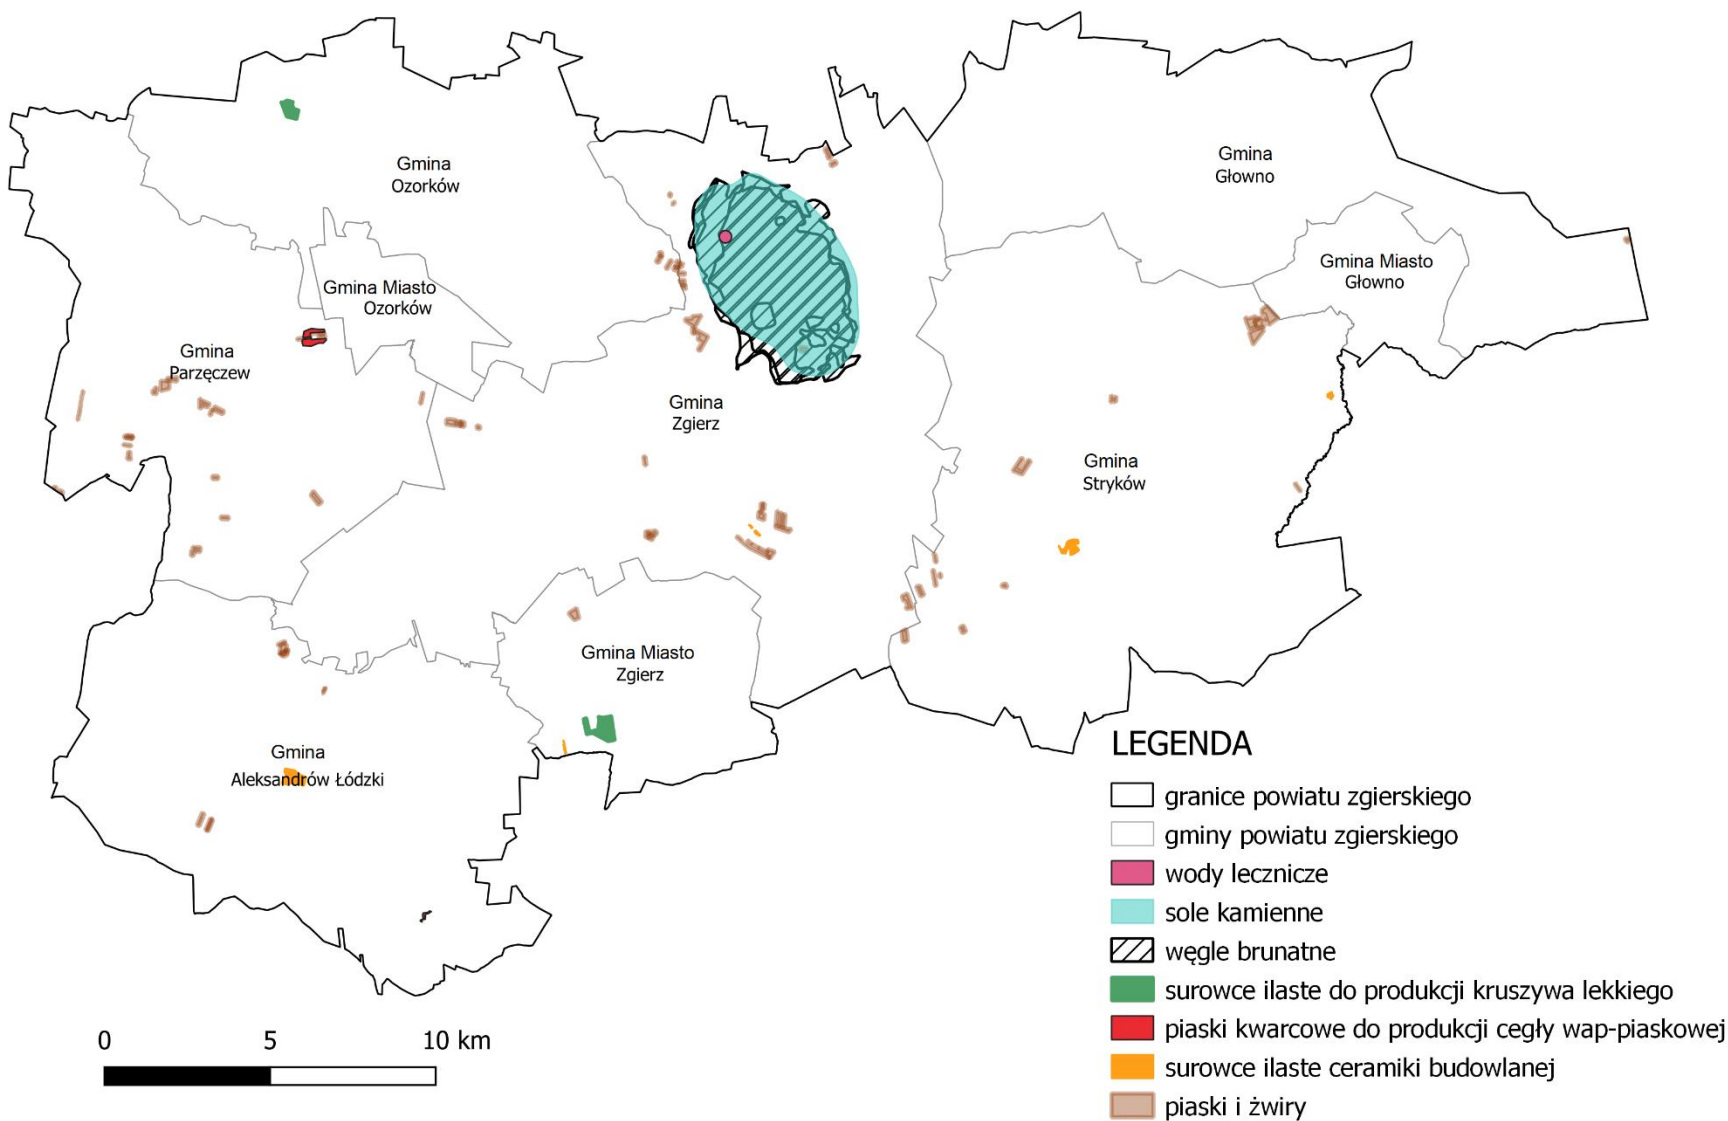 Gmina
Ozorków
Gmina
Głowno
Gmina Miasto
Ozorków
Gmina Miasto
Głowno
Gmina
Parzęczew
Gmina
Zgierz
Gmina
Stryków
Gmina Miasto
Zgierz
Gmina
Aleksandrów Łódzki
LEGENDA
granice powiatu zgierskiego
gminy powiatu zgierskiego
wody lecznicze
sole kamienne
węgle brunatne
surowce ilaste do produkcji kruszywa lekkiego
piaski kwarcowe do produkcji cegły wap-piaskowej
surowce ilaste ceramiki budowlanej
piaski i żwiry
0 5 10 km